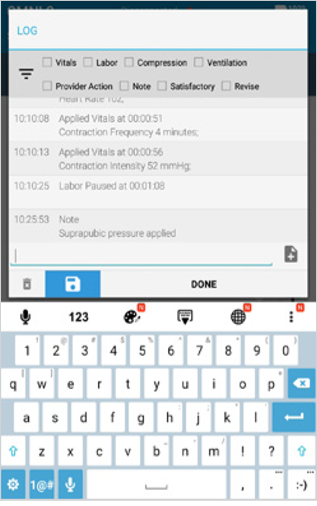 OMNI 2
100%
LOG
Vitals Labor Compression Ventilation
Provider Action Note Satisfactory Revise
Heart Rate 102;
10:10:08 Applied Vitals at 00:00:51
Contraction Frequency 4 minutes;
10:10:13 Applied Vitals at 00:00:56
Contraction Intensity 52 mmHg;
10:10:25 Labor Paused at 00:01:08
10:25:53 Note
Suprapubic pressure applied
DONE
123 N N N
1 ! 2 @ 3 # 4 $ 5 % 6 ^ 7 & 8 * 9 ( 0 )
q w e r t y u i o p
a s d f g h j k l
z x c v b n m ! ?
1@# , . :-)